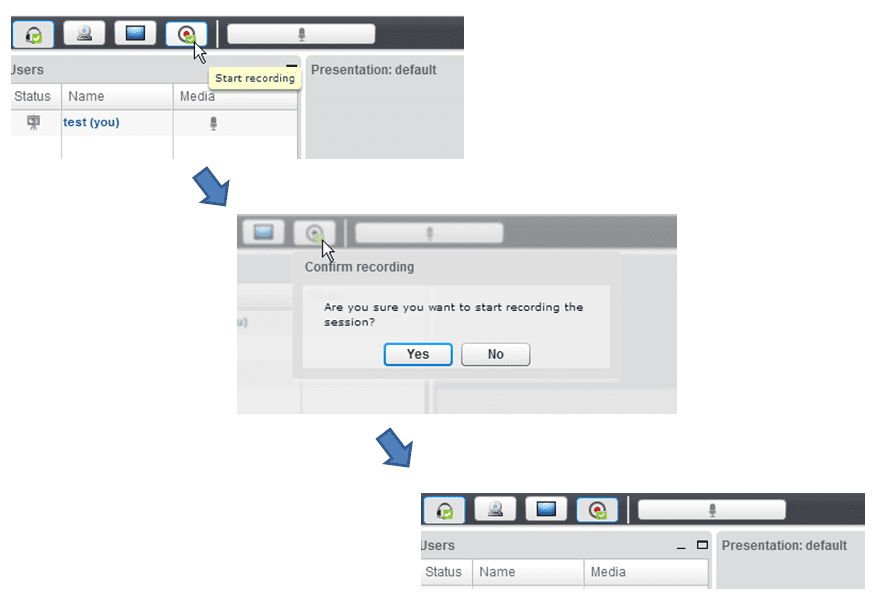 Users
Start recording
Presentation: default
Status Name Media
test (you)
Confirm recording
u)
Are you sure you want to start recording the
session?
Yes No
Users
Presentation: default
Status Name Media